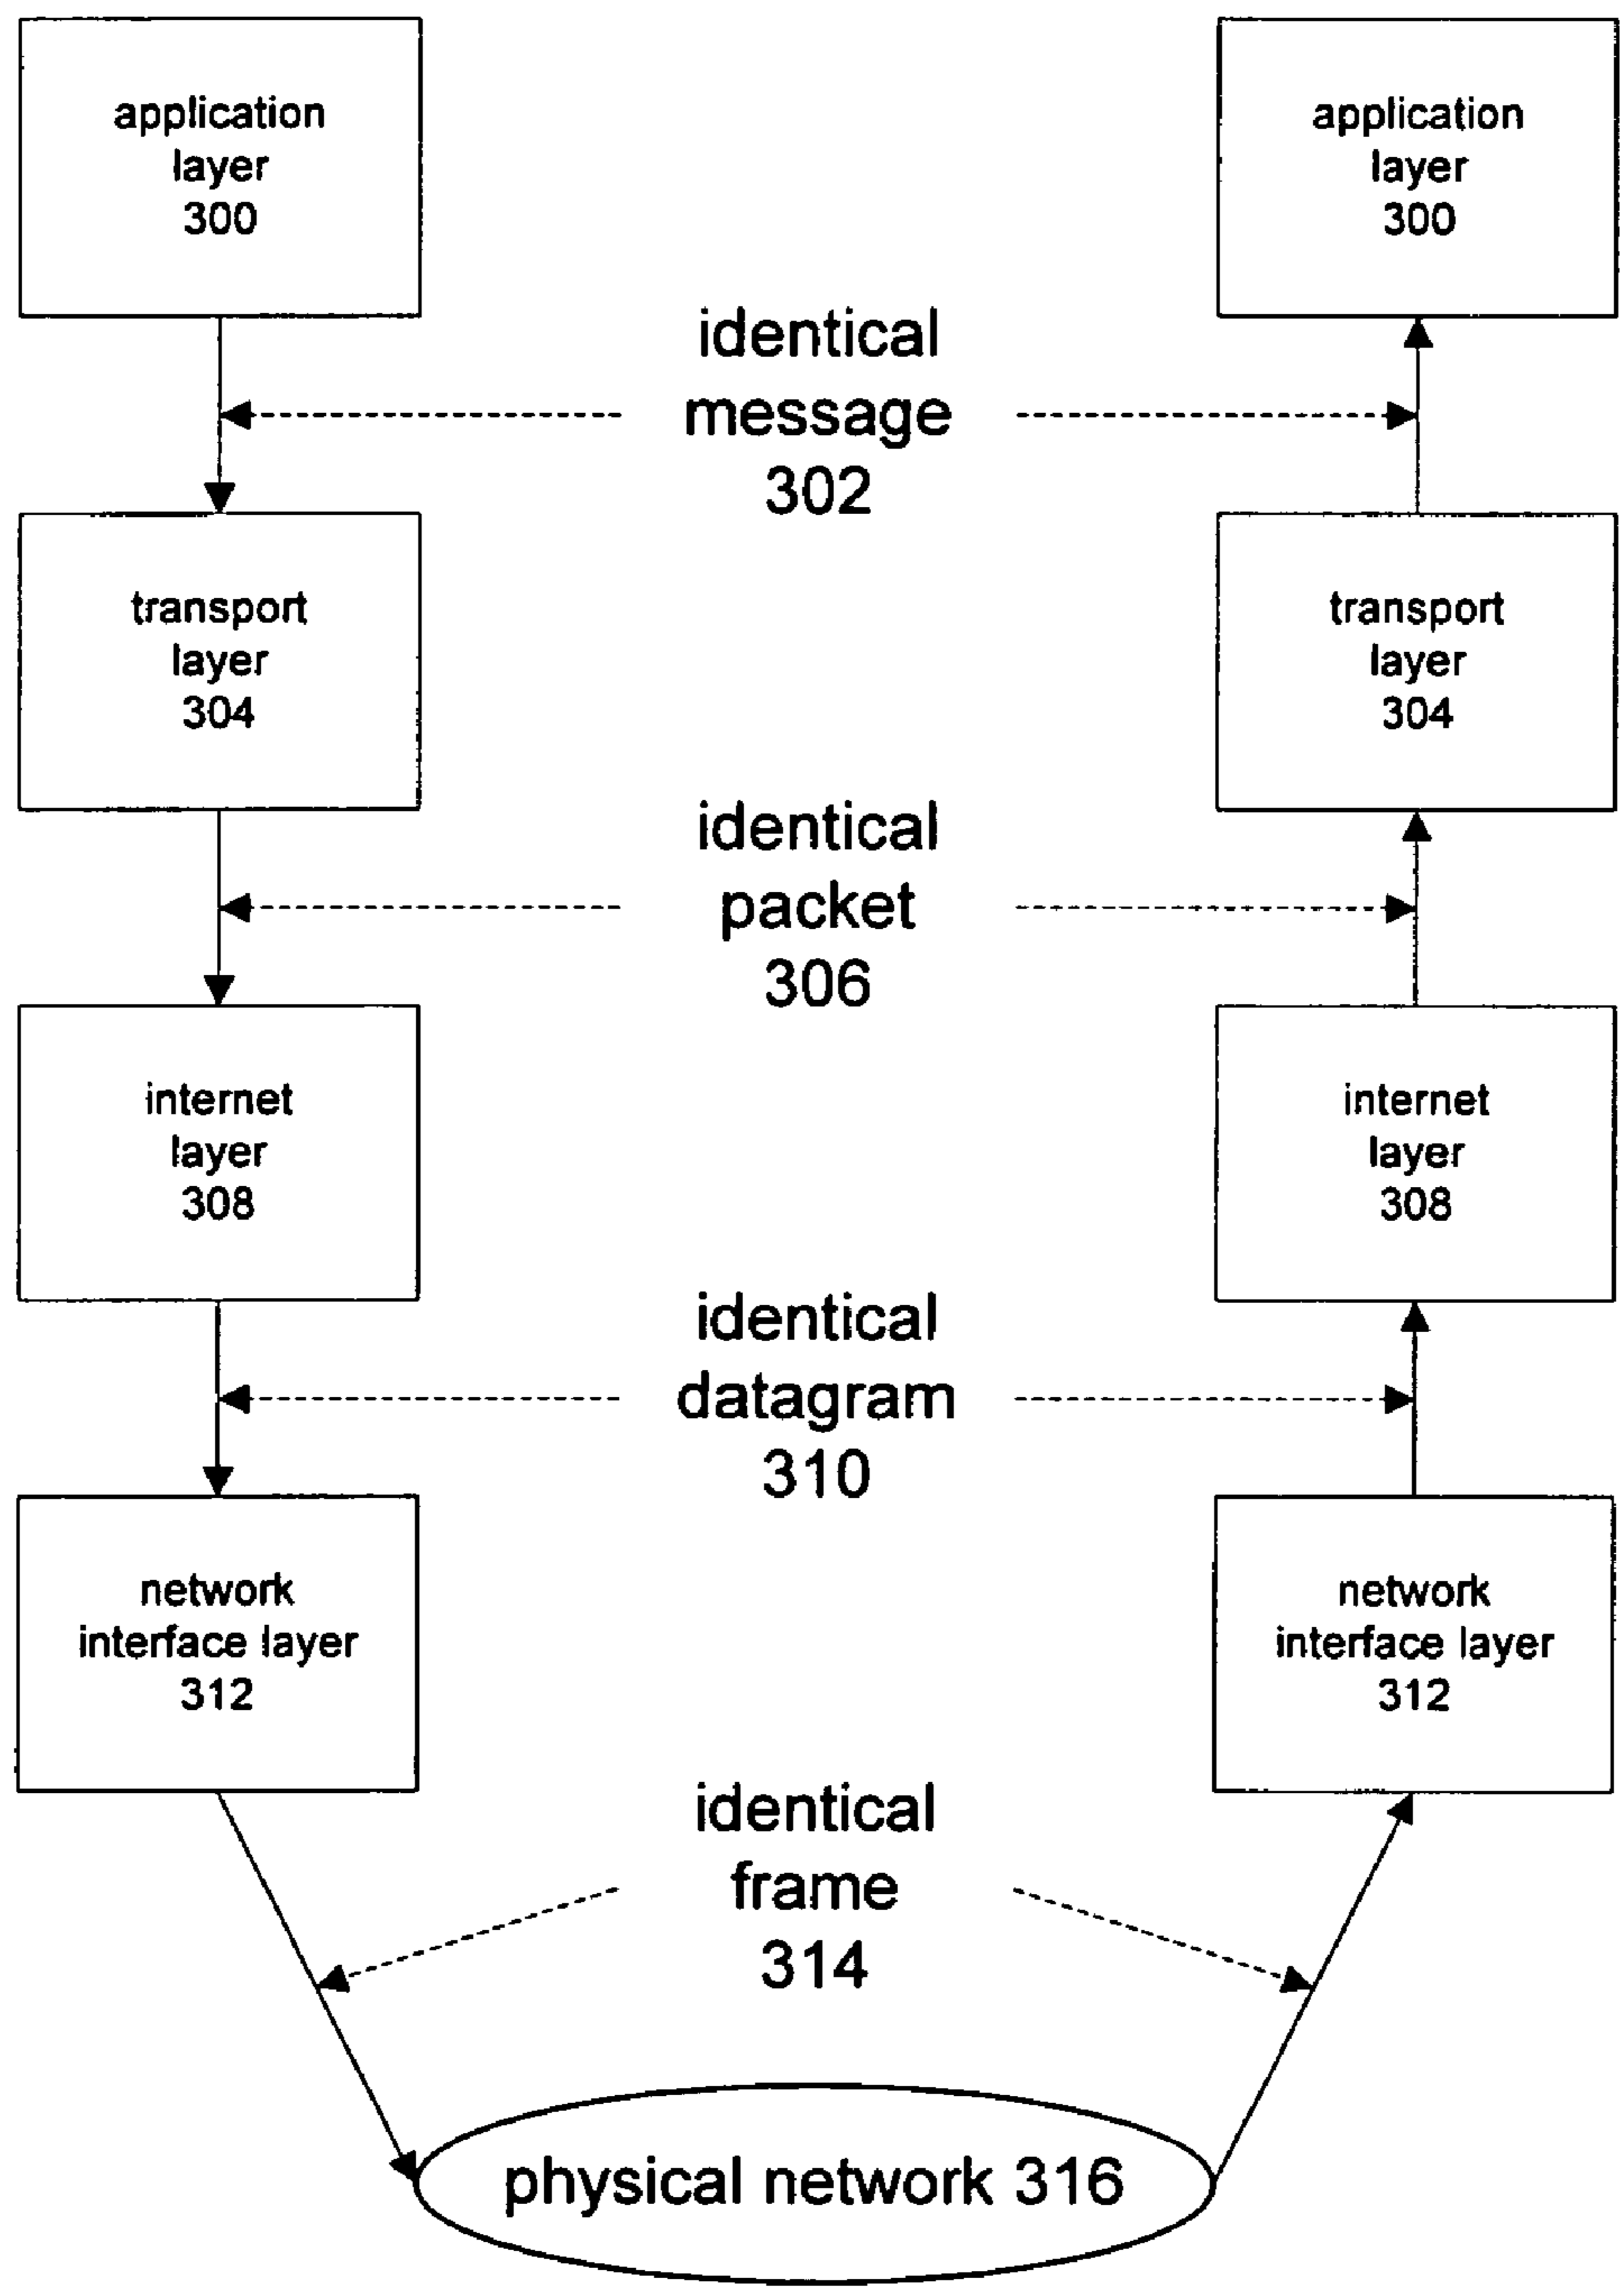 application
layer
300
application
layer
300
identical
message
302
transport
layer
304
transport
layer
304
identical
packet
306
internet
layer
308
internet
layer
308
identical
datagram
310
network
interface layer
312
network
interface layer
312
identical
frame
314
physical network 316